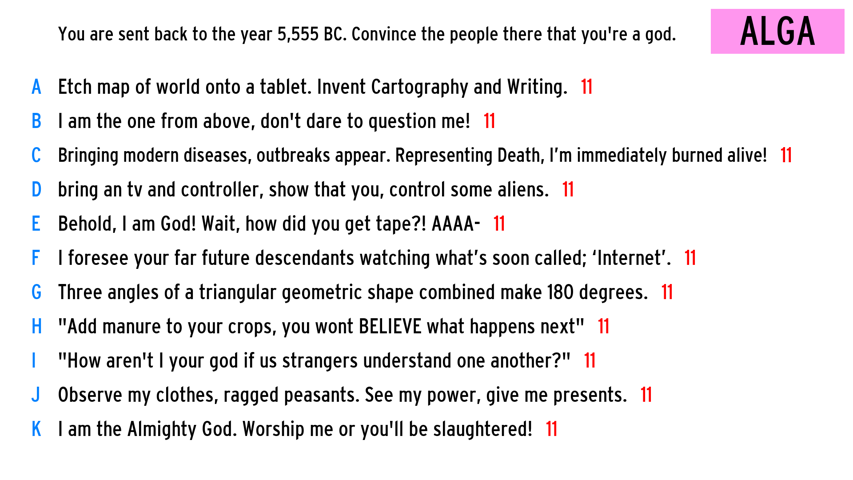 You are sent back to the year 5,555 BC. Convince the people there that you're a god.
ALGA
A Etch map of world onto a tablet. Invent Cartography and Writing. 11
B I am the one from above, don't dare to question me! 11
C Bringing modern diseases, outbreaks appear. Representing Death, I'm immediately burned alive! 11
D bring an tv and controller, show that you, control some aliens. 11
E Behold, I am God! Wait, how did you get tape?! AAAA- 11
F I foresee your far future descendants watching what's soon called; ‘Internet’. 11
G Three angles of a triangular geometric shape combined make 180 degrees. 11
H "Add manure to your crops, you wont BELIEVE what happens next" 11
I "How aren't I your god if us strangers understand one another?" 11
J Observe my clothes, ragged peasants. See my power, give me presents. 11
K I am the Almighty God. Worship me or you'll be slaughtered! 11